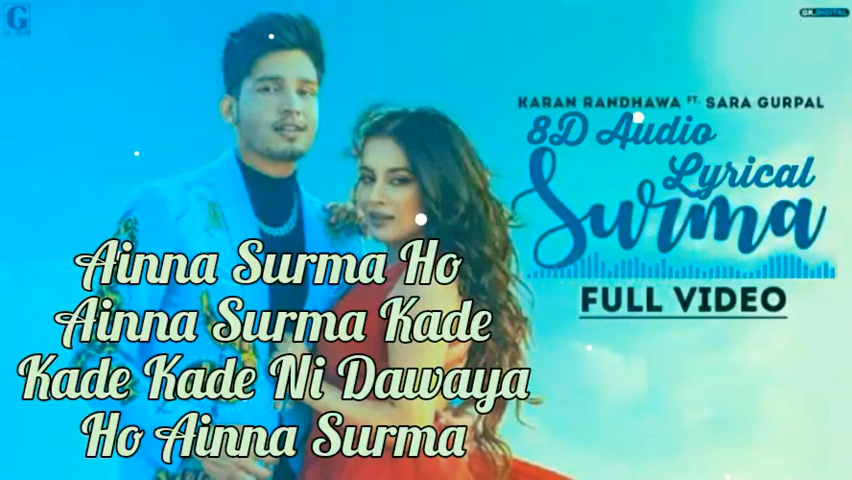 G
GK.DIGITAL
KARAN RANDHAWA FT. SARA GURPAL
8D Audio
Lyrical
Surma
FULL VIDEO
Ainna Surma Ho
Ainna Surma Kade
Kade Kade Ni Dawaya
Ho Ainna Surma